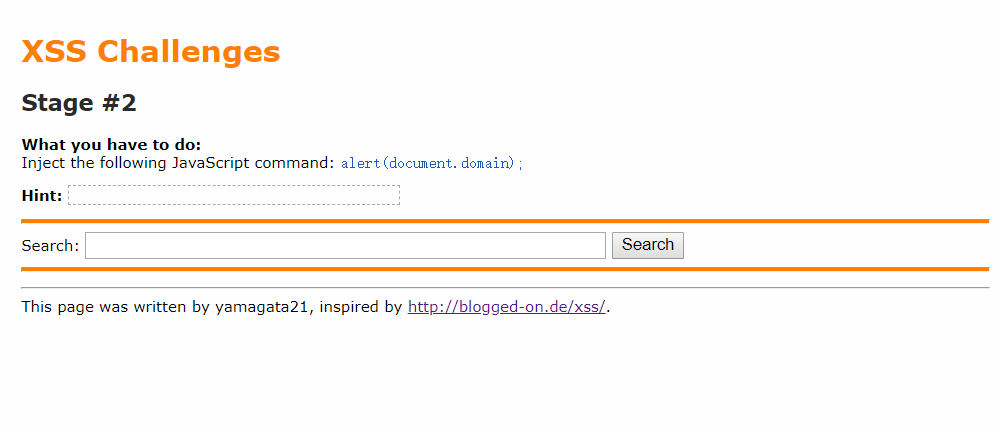 XSS Challenges
Stage #2
What you have to do:
Inject the following JavaScript command: alert(document.domain);
Hint:
Search: Search
This page was written by yamagata21, inspired by http://blogged-on.de/xss/.